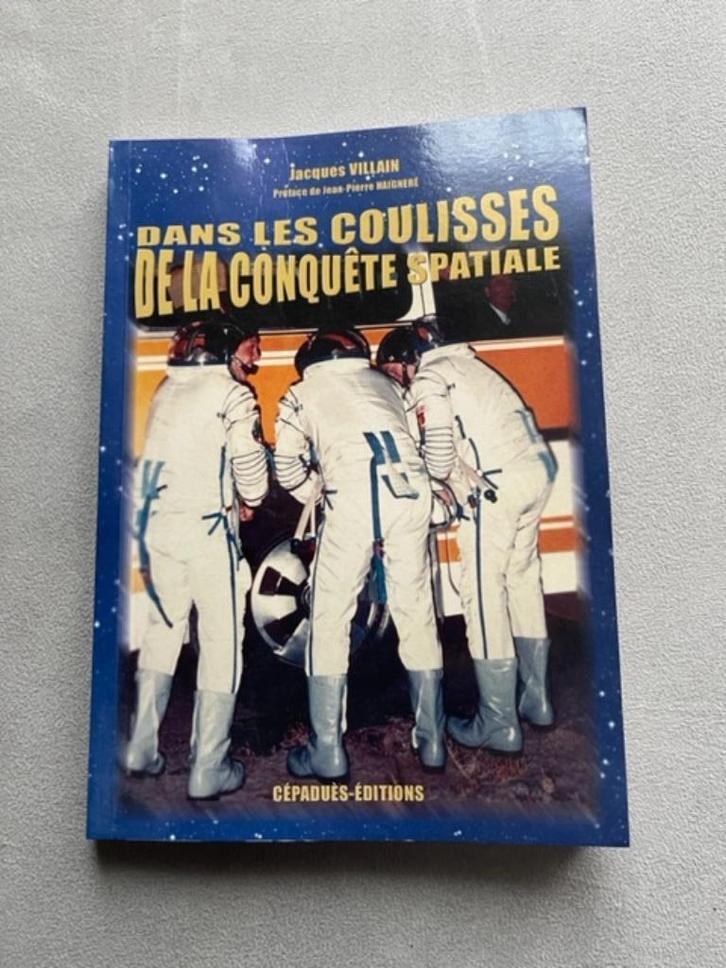 Jacques VILLAIN
Préface de Jean-Pierre HAIGNERÉ
DANS LES COULISSES
DE LA CONQUÊTE SPATIALE
CÉPADUÈS-ÉDITIONS